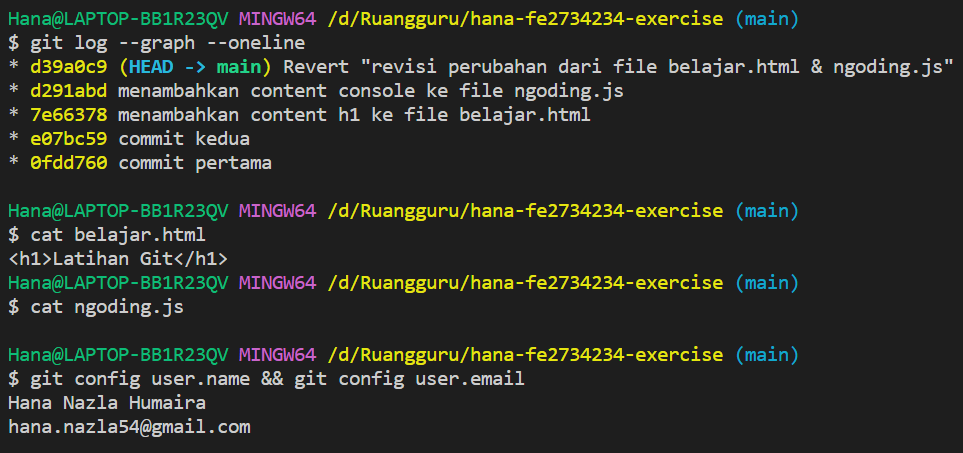 Hana@LAPTOP-BB1R23QV MINGW64 /d/Ruangguru/hana-fe2734234-exercise (main)
$ git log --graph --oneline
* d39a0c9 (HEAD -> main) Revert "revisi perubahan dari file belajar.html & ngoding.js"
* d291abd menambahkan content console ke file ngoding.js
* 7e66378 menambahkan content h1 ke file belajar.html
* e07bc59 commit kedua
* 0fdd760 commit pertama

Hana@LAPTOP-BB1R23QV MINGW64 /d/Ruangguru/hana-fe2734234-exercise (main)
$ cat belajar.html
<h1>Latihan Git</h1>
Hana@LAPTOP-BB1R23QV MINGW64 /d/Ruangguru/hana-fe2734234-exercise (main)
$ cat ngoding.js

Hana@LAPTOP-BB1R23QV MINGW64 /d/Ruangguru/hana-fe2734234-exercise (main)
$ git config user.name && git config user.email
Hana Nazla Humaira
hana.nazla54@gmail.com